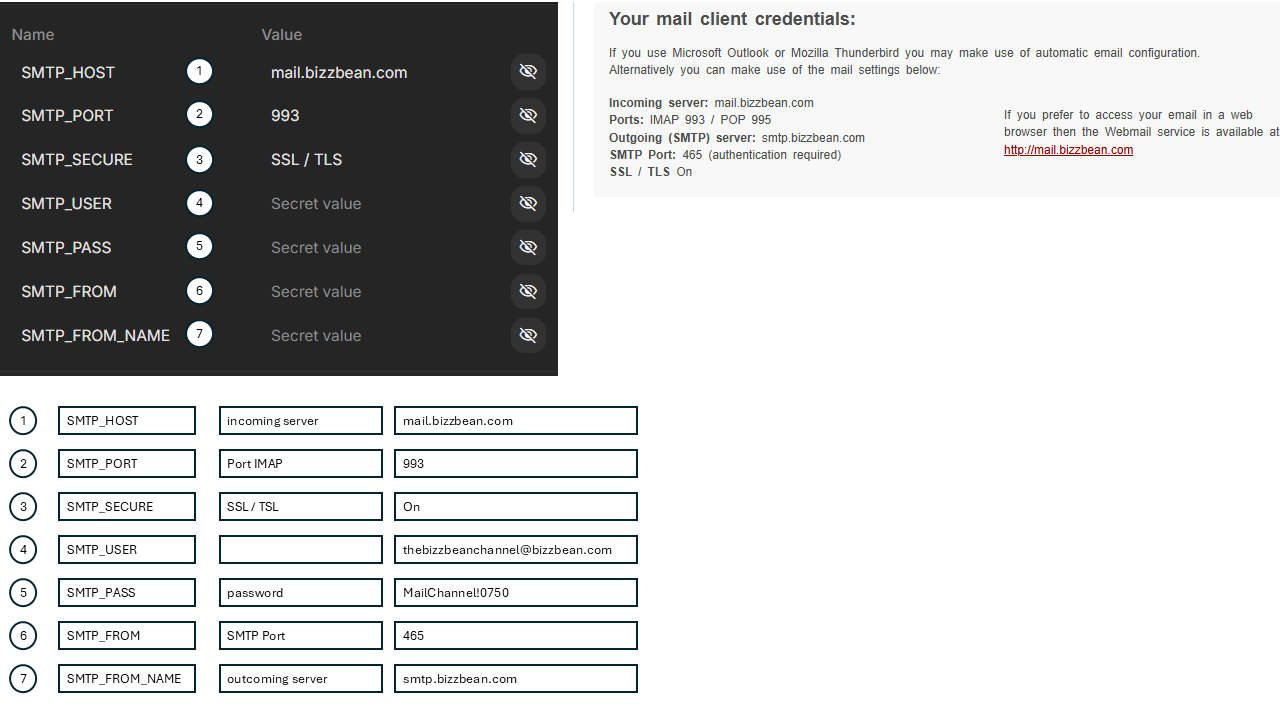 Name Value
SMTP_HOST 1 mail.bizzbean.com
SMTP_PORT 2 993
SMTP_SECURE 3 SSL / TLS
SMTP_USER 4 Secret value
SMTP_PASS 5 Secret value
SMTP_FROM 6 Secret value
SMTP_FROM_NAME 7 Secret value
Your mail client credentials:
If you use Microsoft Outlook or Mozilla Thunderbird you may make use of automatic email configuration.
Alternatively you can make use of the mail settings below:
Incoming server: mail.bizzbean.com
Ports: IMAP 993 / POP 995
Outgoing (SMTP) server: smtp.bizzbean.com
SMTP Port: 465 (authentication required)
SSL / TLS On
If you prefer to access your email in a web
browser then the Webmail service is available at
http://mail.bizzbean.com
1 SMTP_HOST incoming server mail.bizzbean.com
2 SMTP_PORT Port IMAP 993
3 SMTP_SECURE SSL / TSL On
4 SMTP_USER thebizzbeanchannel@bizzbean.com
5 SMTP_PASS password MailChannel!0750
6 SMTP_FROM SMTP Port 465
7 SMTP_FROM_NAME outcoming server smtp.bizzbean.com